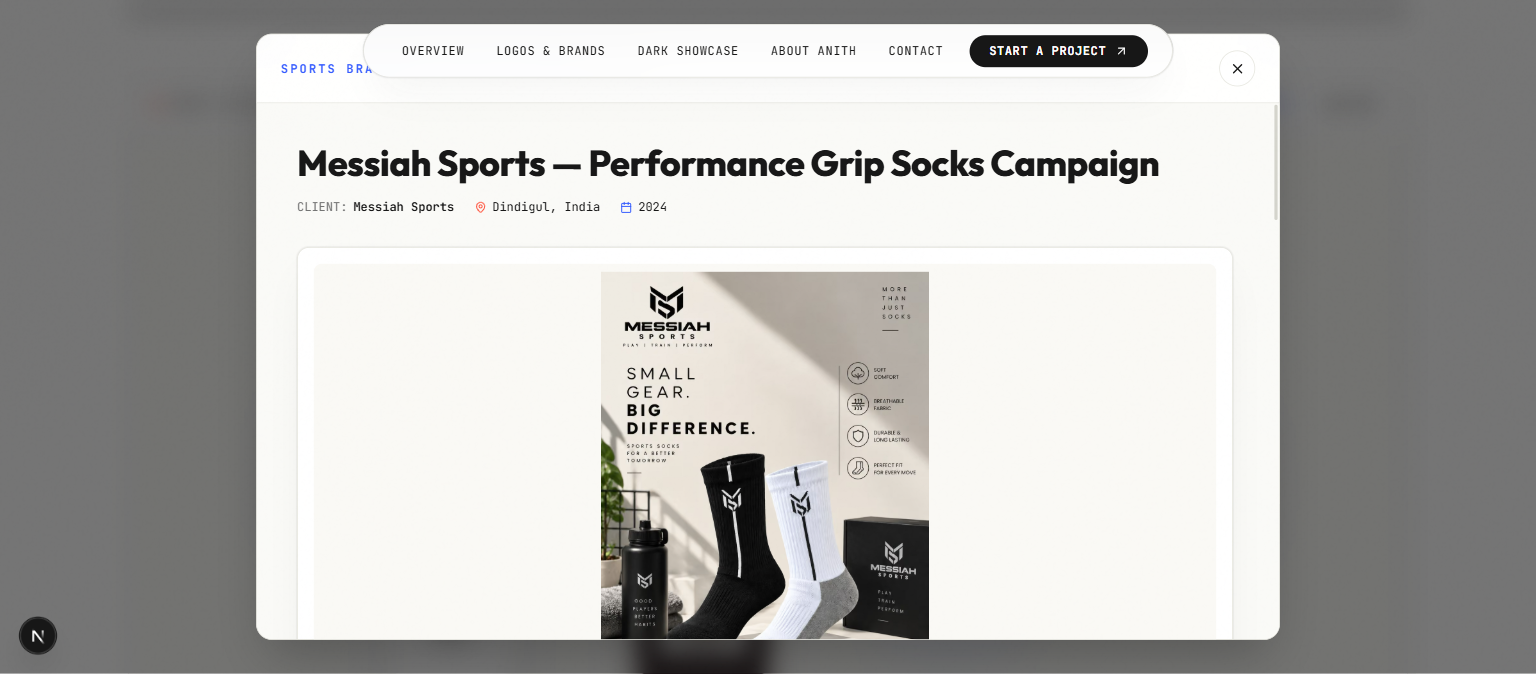 OVERVIEW LOGOS & BRANDS DARK SHOWCASE ABOUT ANITH CONTACT START A PROJECT
SPORTS BRA
Messiah Sports — Performance Grip Socks Campaign
CLIENT: Messiah Sports Dindigul, India 2024
MESSIAH
SPORTS
PLAY / TRAIN / PERFORM
MORE
THAN
JUST
SOCKS
SMALL
GEAR.
BIG
DIFFERENCE.
SPORTS SOCKS
FOR A BETTER
TOMORROW
SOFT
COMFORT
BREATHABLE
FABRIC
DURABLE &
LONG LASTING
PERFECT FIT
FOR EVERY MOVE
GOOD
PLAYERS
BETTER
HABITS
MESSIAH
SPORTS
PLAY
TRAIN
PERFORM
N